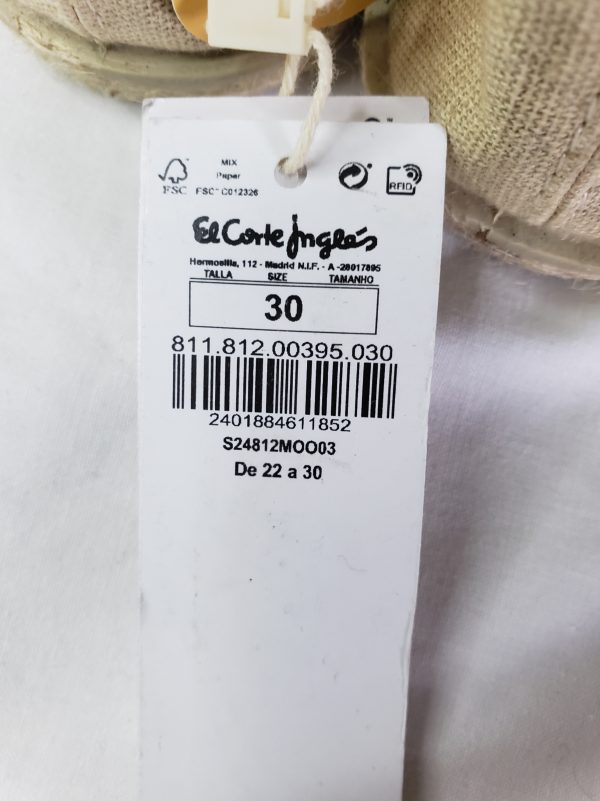 MIX
Paper
FSC
FSC™ C012326
RFID
El Corte Inglés
Hermosilla, 112 - Madrid N.I.F. - A -28017895
TALLA SIZE TAMANHO
30
811.812.00395.030
2401884611852
S24812MOO03
De 22 a 30